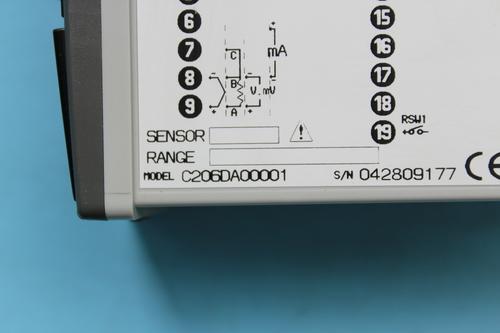 6
7
8
9
C
B
A
mA
V.mV
15
16
17
18
19
RSW1
SENSOR
RANGE
MODEL C206DA00001
S/N 042809177 CE